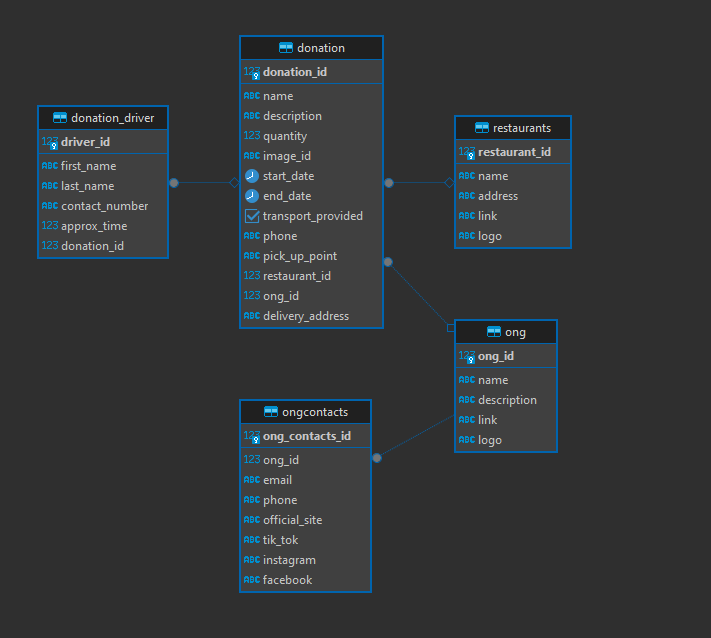 donation_driver
123 driver_id
ABC first_name
ABC last_name
ABC contact_number
123 approx_time
123 donation_id
donation
123 donation_id
ABC name
ABC description
123 quantity
ABC image_id
start_date
end_date
transport_provided
ABC phone
ABC pick_up_point
123 restaurant_id
123 ong_id
ABC delivery_address
restaurants
123 restaurant_id
ABC name
ABC address
ABC link
ABC logo
ong
123 ong_id
ABC name
ABC description
ABC link
ABC logo
ongcontacts
123 ong_contacts_id
123 ong_id
ABC email
ABC phone
ABC official_site
ABC tik_tok
ABC instagram
ABC facebook